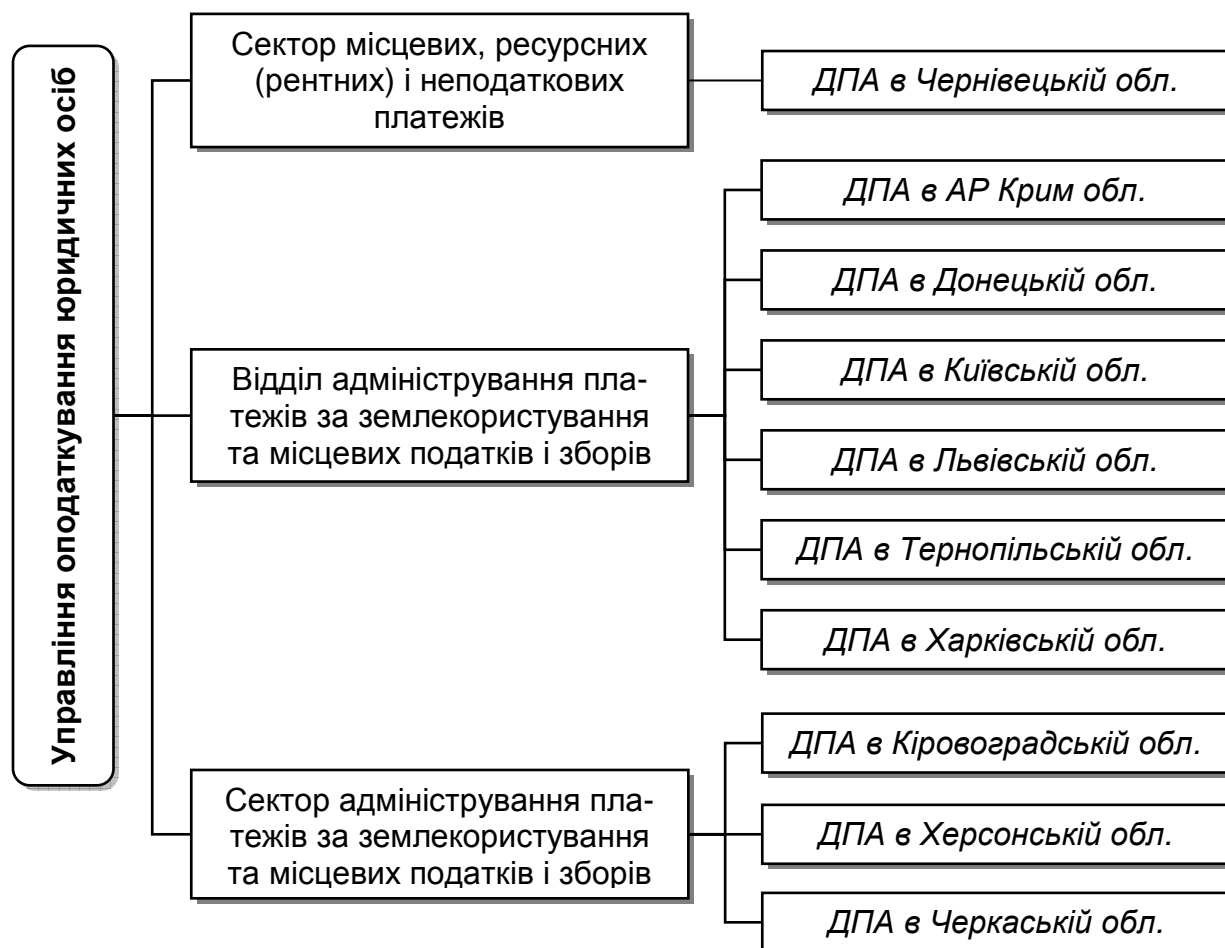 Управління оподаткування юридичних осіб
Сектор місцевих, ресурсних
(рентних) і неподаткових
платежів
ДПА в Чернівецькій обл.
Відділ адміністрування пла-
тежів за землекористування
та місцевих податків і зборів
ДПА в АР Крим обл.
ДПА в Донецькій обл.
ДПА в Київській обл.
ДПА в Львівській обл.
ДПА в Тернопільській обл.
ДПА в Харківській обл.
Сектор адміністрування пла-
тежів за землекористування
та місцевих податків і зборів
ДПА в Кіровоградській обл.
ДПА в Херсонській обл.
ДПА в Черкаській обл.